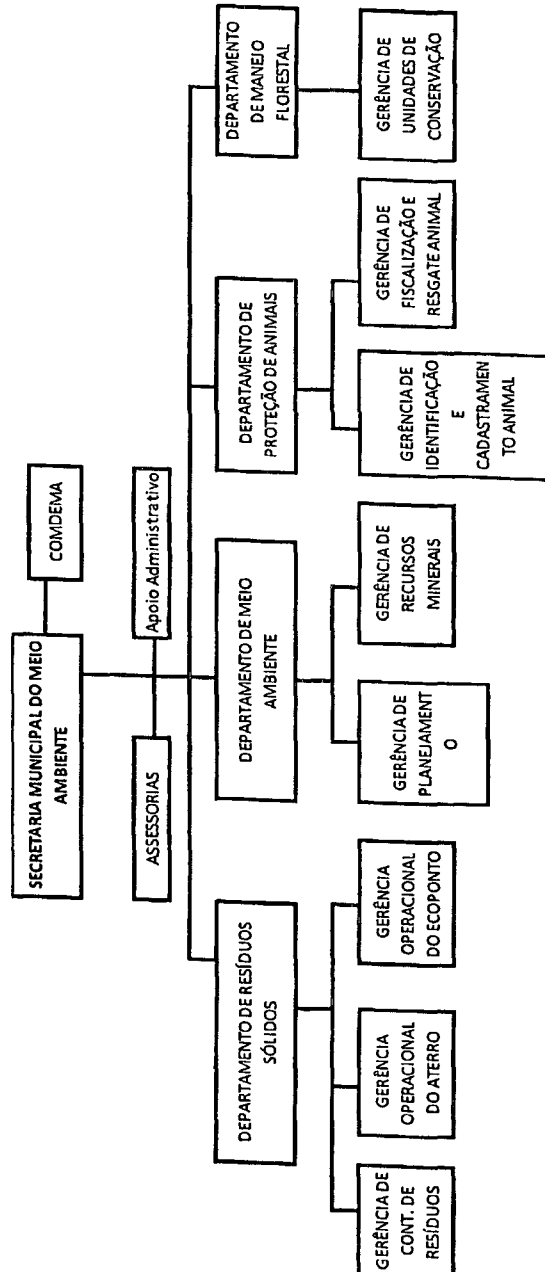 SECRETARIA MUNICIPAL DO MEIO
AMBIENTE
COMDEMA
ASSESSORIAS
Apoio Administrativo
DEPARTAMENTO DE RESÍDUOS
SÓLIDOS
DEPARTAMENTO DE MEIO
AMBIENTE
DEPARTAMENTO DE
PROTEÇÃO DE ANIMAIS
DEPARTAMENTO
DE MANEJO
FLORESTAL
GERÊNCIA DE
CONT. DE
RESÍDUOS
GERÊNCIA
OPERACIONAL
DO ATERRO
GERÊNCIA
OPERACIONAL
DO ECOPONTO
GERÊNCIA DE
PLANEJAMENT
O
GERÊNCIA DE
RECURSOS
MINERAIS
GERÊNCIA DE
IDENTIFICAÇÃO
E
CADASTRAMEN
TO ANIMAL
GERÊNCIA DE
FISCALIZAÇÃO E
RESGATE ANIMAL
GERÊNCIA DE
UNIDADES DE
CONSERVAÇÃO